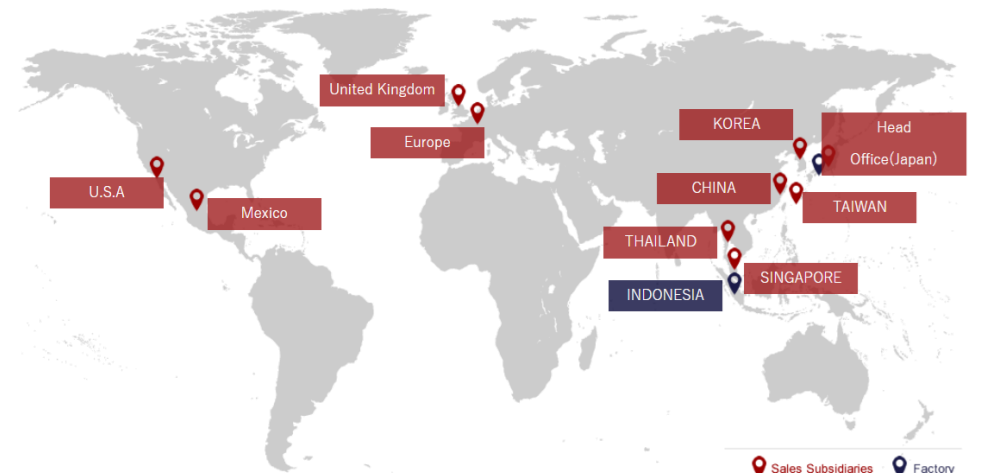 United Kingdom
Europe
U.S.A
Mexico
KOREA
Head
Office(Japan)
CHINA
TAIWAN
THAILAND
SINGAPORE
INDONESIA
Sales Subsidiaries
Factory